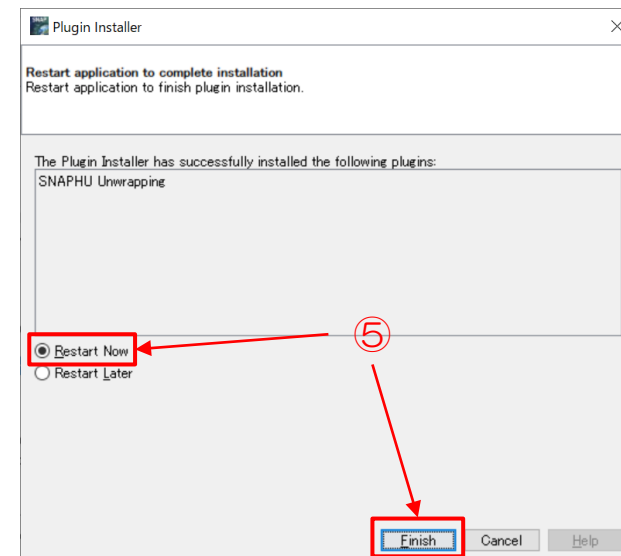 Plugin Installer
Restart application to complete installation
Restart application to finish plugin installation.
The Plugin Installer has successfully installed the following plugins:
SNAPHU Unwrapping
⑤
Restart Now
Restart Later
Finish Cancel Help